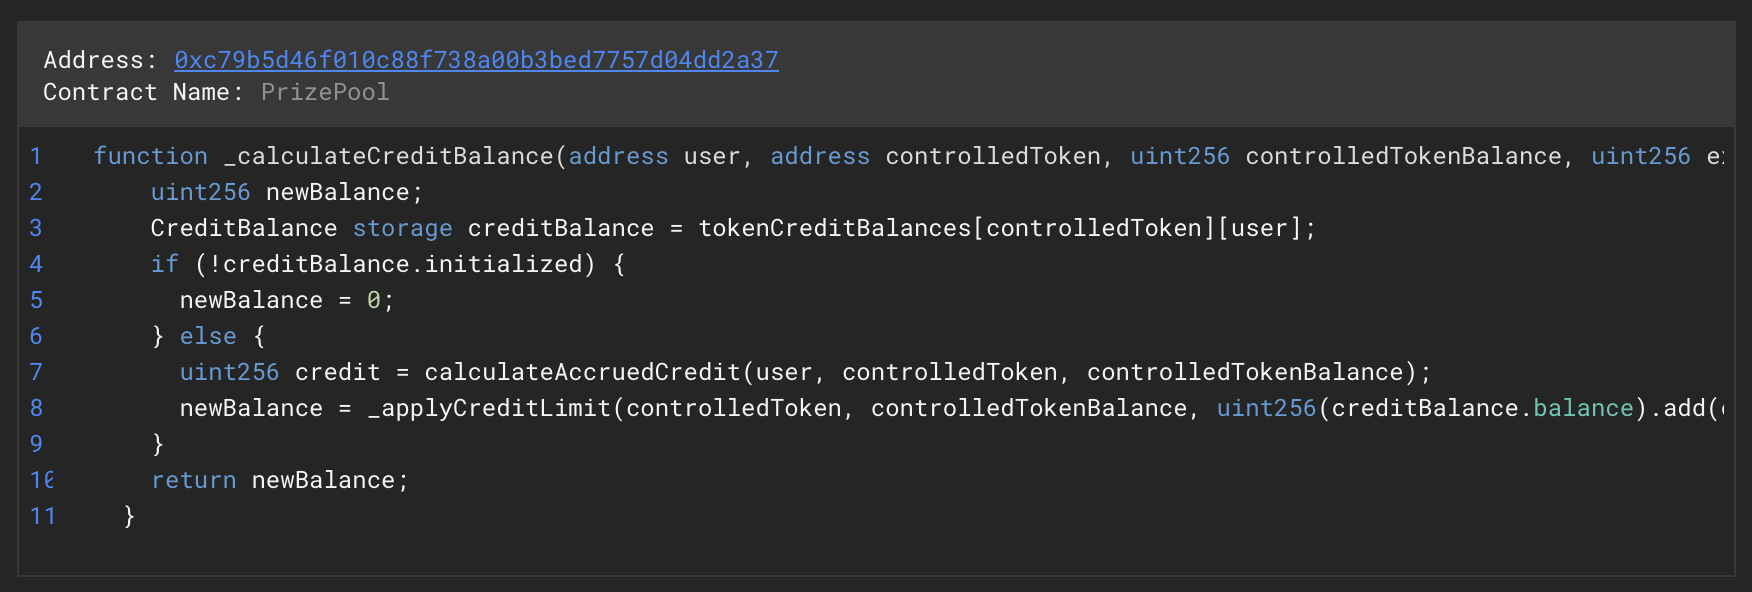 Address: 0xc79b5d46f010c88f738a00b3bed7757d04dd2a37
Contract Name: PrizePool
1 function _calculateCreditBalance(address user, address controlledToken, uint256 controlledTokenBalance, uint256
2 uint256 newBalance;
3 CreditBalance storage creditBalance = tokenCreditBalances[controlledToken][user];
4 if (!creditBalance.initialized) {
5 newBalance = 0;
6 } else {
7 uint256 credit = calculateAccruedCredit(user, controlledToken, controlledTokenBalance);
8 newBalance = _applyCreditLimit(controlledToken, controlledTokenBalance, uint256(creditBalance.balance).add(
9 }
10 return newBalance;
11 }